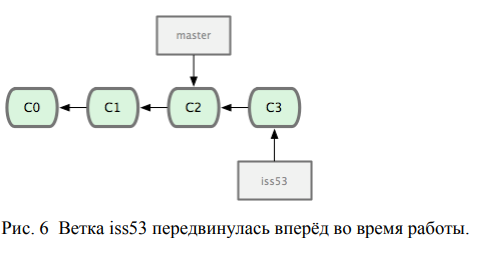 master
C0 C1 C2 C3
iss53
Рис. 6  Ветка iss53 передвинулась вперёд во время работы.